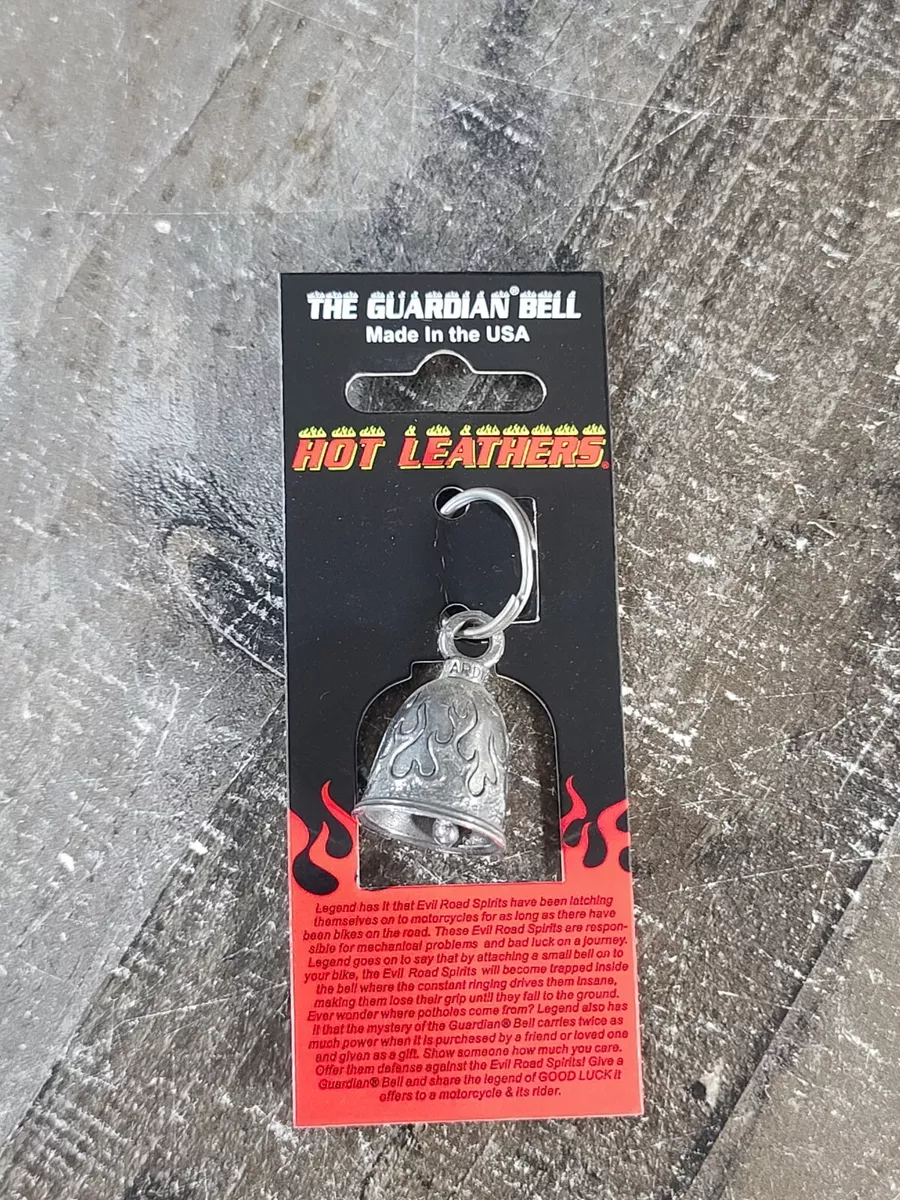 THE GUARDIAN® BELL
Made In the USA
HOT LEATHERS®
ARD
Legend has it that Evil Road Spirits have been latching
themselves on to motorcycles for as long as there have
been bikes on the road. These Evil Road Spirits are respon-
sible for mechanical problems and bad luck on a journey.
Legend goes on to say that by attaching a small bell on to
your bike, the Evil Road Spirits will become trapped inside
the bell where the constant ringing drives them insane,
making them lose their grip until they fall to the ground.
Ever wonder where potholes come from? Legend also has
it that the mystery of the Guardian® Bell carries twice as
much power when it is purchased by a friend or loved one
and given as a gift. Show someone how much you care.
Offer them defense against the Evil Road Spirits! Give a
Guardian® Bell and share the legend of GOOD LUCK it
offers to a motorcycle & its rider.